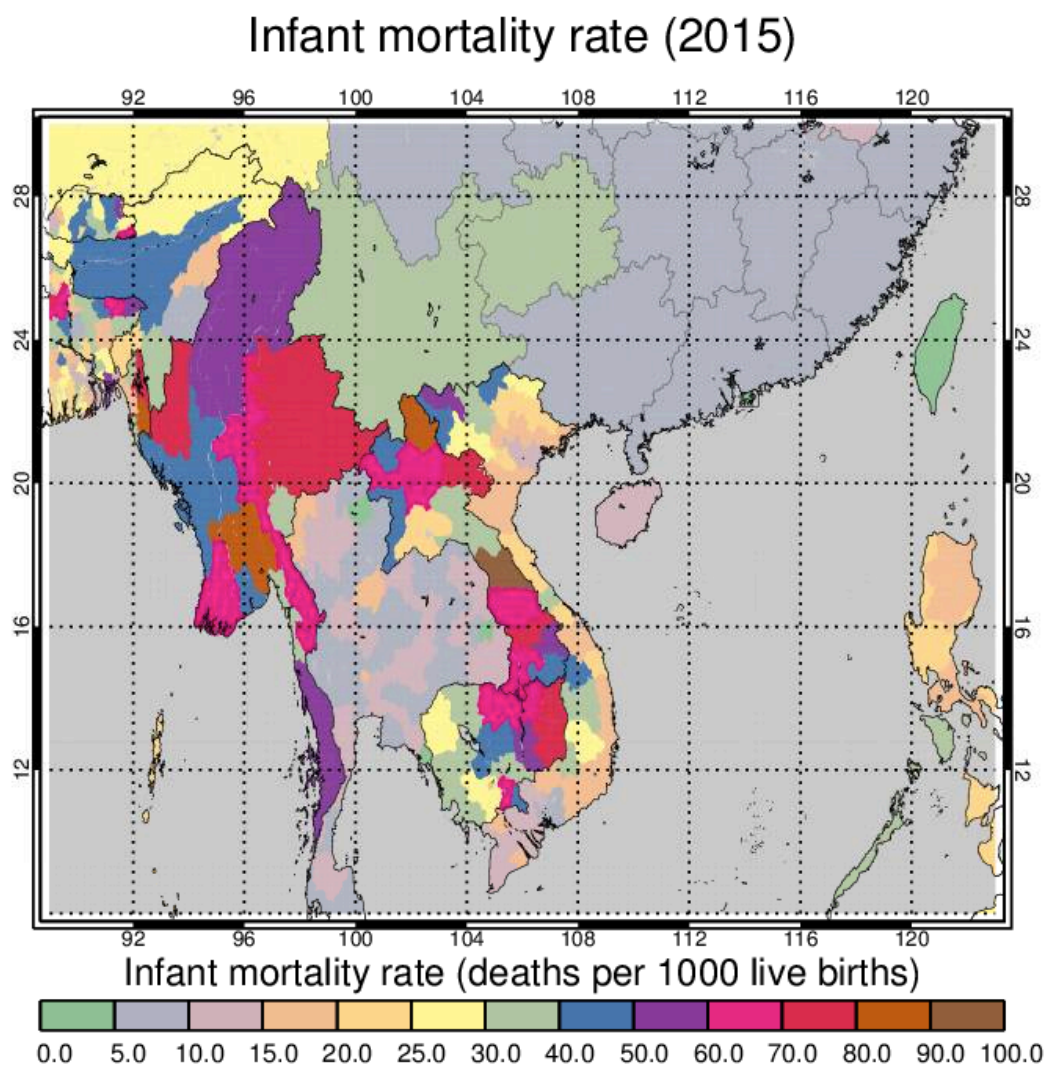 Infant mortality rate (2015)
92 96 100 104 108 112 116 120
28 28
24 24
20 20
16 16
12 12
92 96 100 104 108 112 116 120
Infant mortality rate (deaths per 1000 live births)
0.0 5.0 10.0 15.0 20.0 25.0 30.0 40.0 50.0 60.0 70.0 80.0 90.0 100.0